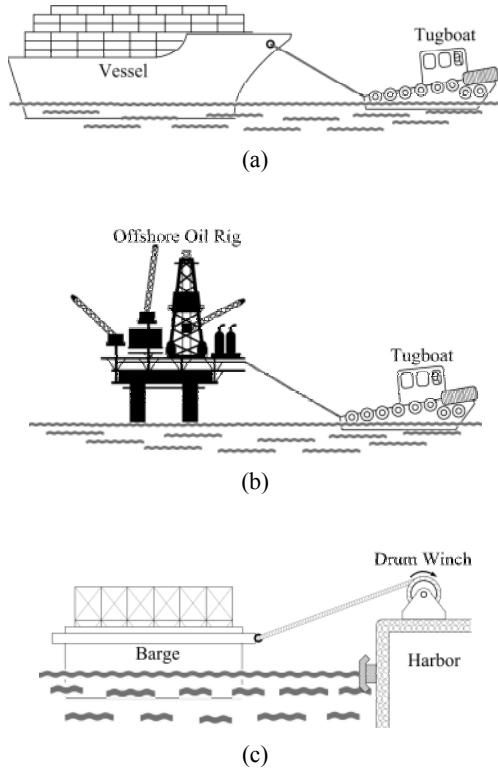 Tugboat
Vessel
(a)
Offshore Oil Rig
Tugboat
(b)
Drum Winch
Barge
Harbor
(c)